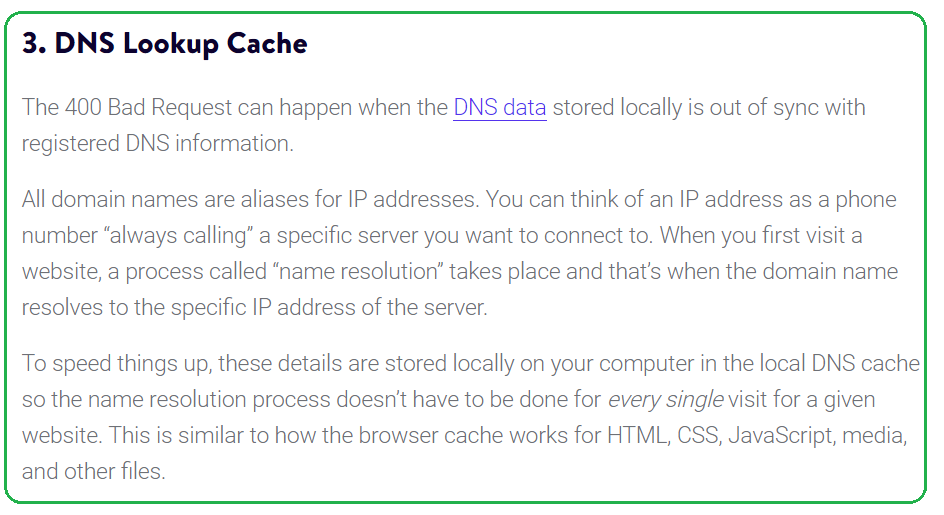 3. DNS Lookup Cache
The 400 Bad Request can happen when the DNS data stored locally is out of sync with
registered DNS information.
All domain names are aliases for IP addresses. You can think of an IP address as a phone
number “always calling” a specific server you want to connect to. When you first visit a
website, a process called “name resolution” takes place and that’s when the domain name
resolves to the specific IP address of the server.
To speed things up, these details are stored locally on your computer in the local DNS cache
so the name resolution process doesn’t have to be done for every single visit for a given
website. This is similar to how the browser cache works for HTML, CSS, JavaScript, media,
and other files.